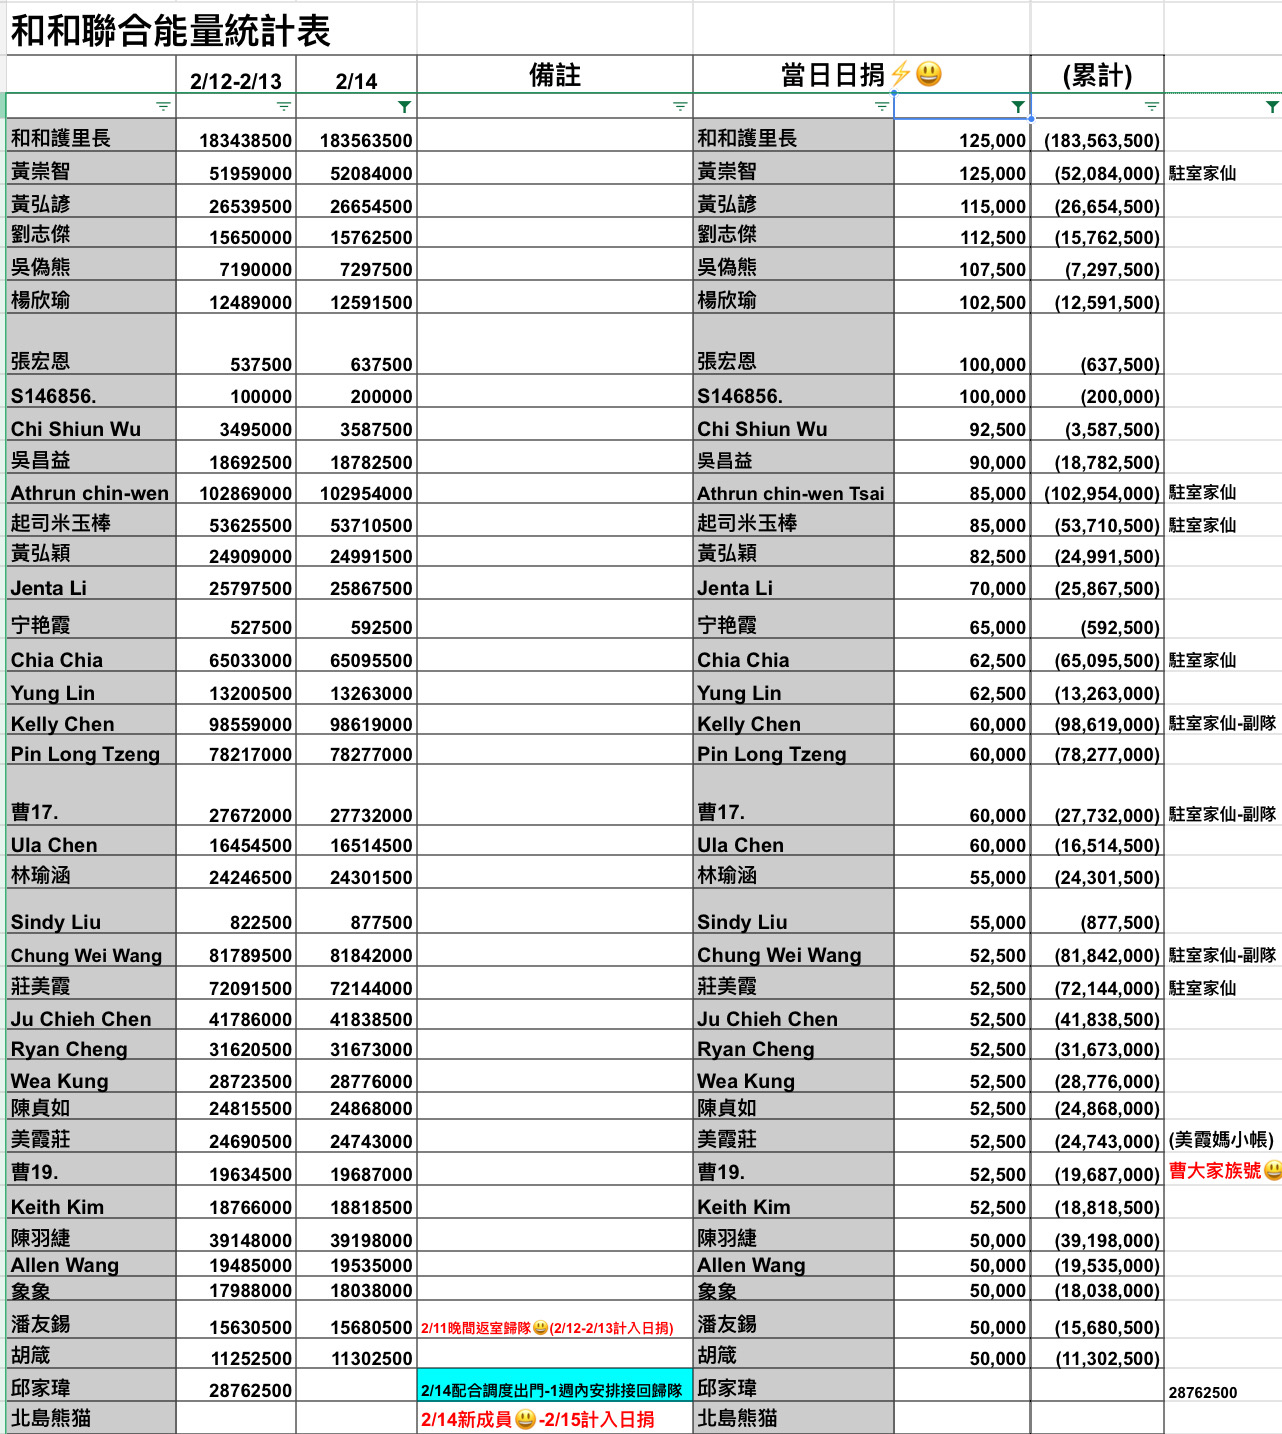 和和聯合能量統計表
2/12-2/13 2/14 備註 當日日捐⚡😃 (累計)
和和護里長 183438500 183563500 和和護里長 125,000 (183,563,500)
黃崇智 51959000 52084000 黃崇智 125,000 (52,084,000) 駐室家仙
黃弘諺 26539500 26654500 黃弘諺 115,000 (26,654,500)
劉志傑 15650000 15762500 劉志傑 112,500 (15,762,500)
吳偽熊 7190000 7297500 吳偽熊 107,500 (7,297,500)
楊欣瑜 12489000 12591500 楊欣瑜 102,500 (12,591,500)
張宏恩 537500 637500 張宏恩 100,000 (637,500)
S146856. 100000 200000 S146856. 100,000 (200,000)
Chi Shiun Wu 3495000 3587500 Chi Shiun Wu 92,500 (3,587,500)
吳昌益 18692500 18782500 吳昌益 90,000 (18,782,500)
Athrun chin-wen 102869000 102954000 Athrun chin-wen Tsai 85,000 (102,954,000) 駐室家仙
起司米玉棒 53625500 53710500 起司米玉棒 85,000 (53,710,500) 駐室家仙
黃弘穎 24909000 24991500 黃弘穎 82,500 (24,991,500)
Jenta Li 25797500 25867500 Jenta Li 70,000 (25,867,500)
宁艳霞 527500 592500 宁艳霞 65,000 (592,500)
Chia Chia 65033000 65095500 Chia Chia 62,500 (65,095,500) 駐室家仙
Yung Lin 13200500 13263000 Yung Lin 62,500 (13,263,000)
Kelly Chen 98559000 98619000 Kelly Chen 60,000 (98,619,000) 駐室家仙-副隊
Pin Long Tzeng 78217000 78277000 Pin Long Tzeng 60,000 (78,277,000)
曹17. 27672000 27732000 曹17. 60,000 (27,732,000) 駐室家仙-副隊
Ula Chen 16454500 16514500 Ula Chen 60,000 (16,514,500)
林瑜涵 24246500 24301500 林瑜涵 55,000 (24,301,500)
Sindy Liu 822500 877500 Sindy Liu 55,000 (877,500)
Chung Wei Wang 81789500 81842000 Chung Wei Wang 52,500 (81,842,000) 駐室家仙-副隊
莊美霞 72091500 72144000 莊美霞 52,500 (72,144,000) 駐室家仙
Ju Chieh Chen 41786000 41838500 Ju Chieh Chen 52,500 (41,838,500)
Ryan Cheng 31620500 31673000 Ryan Cheng 52,500 (31,673,000)
Wea Kung 28723500 28776000 Wea Kung 52,500 (28,776,000)
陳貞如 24815500 24868000 陳貞如 52,500 (24,868,000)
美霞莊 24690500 24743000 美霞莊 52,500 (24,743,000) (美霞媽小帳)
曹19. 19634500 19687000 曹19. 52,500 (19,687,000) 曹大家族號😃
Keith Kim 18766000 18818500 Keith Kim 52,500 (18,818,500)
陳羽緁 39148000 39198000 陳羽緁 50,000 (39,198,000)
Allen Wang 19485000 19535000 Allen Wang 50,000 (19,535,000)
象象 17988000 18038000 象象 50,000 (18,038,000)
潘友錫 15630500 15680500 2/11晚間返室歸隊😃(2/12-2/13計入日捐) 潘友錫 50,000 (15,680,500)
胡箴 11252500 11302500 胡箴 50,000 (11,302,500)
邱家瑋 28762500 2/14配合調度出門-1週內安排接回歸隊 邱家瑋 28762500
北島熊猫 2/14新成員😃-2/15計入日捐 北島熊猫